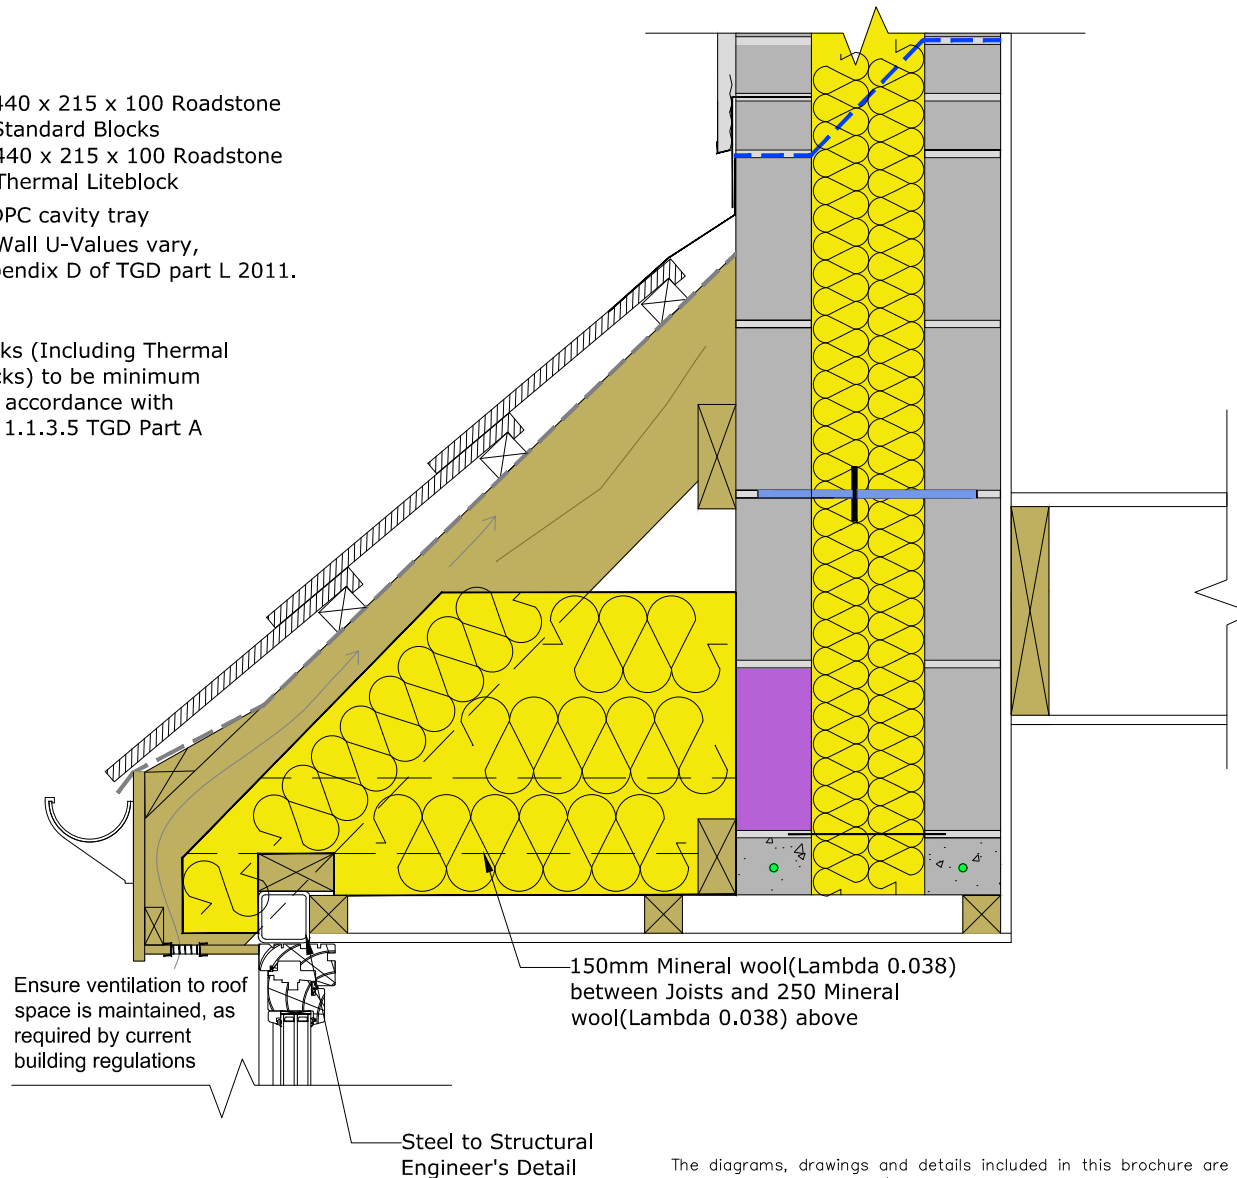 440 x 215 x 100 Roadstone
Standard Blocks
440 x 215 x 100 Roadstone
Thermal Liteblock
DPC cavity tray
Wall U-Values vary,
endix D of TGD part L 2011.
ks (Including Thermal
cks) to be minimum
accordance with
1.1.3.5 TGD Part A
150mm Mineral wool(Lambda 0.038)
between Joists and 250 Mineral
wool(Lambda 0.038) above
Ensure ventilation to roof
space is maintained, as
required by current
building regulations
Steel to Structural
Engineer's Detail
The diagrams, drawings and details included in this brochure are